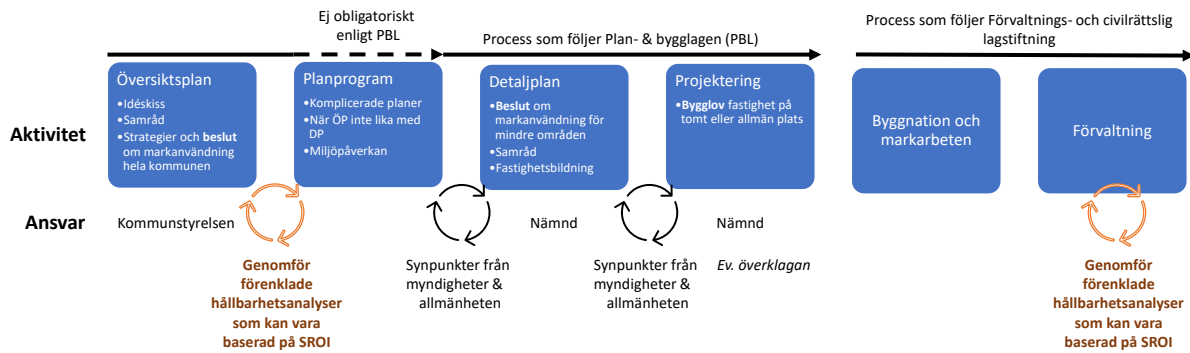 Ej obligatoriskt
enligt PBL
Process som följer Plan- & bygglagen (PBL)
Process som följer Förvaltnings- och civilrättslig
lagstiftning
Aktivitet
Översiktsplan
•Idéskiss
•Samråd
•Strategier och beslut
om markanvändning
hela kommunen
Planprogram
•Komplicerade planer
•När ÖP inte lika med
DP
•Miljöpåverkan
Detaljplan
•Beslut om
markanvändning för
mindre områden
•Samråd
•Fastighetsbildning
Projektering
•Bygglov fastighet på
tomt eller allmän plats
Byggnation och
markarbeten
Förvaltning
Ansvar
Kommunstyrelsen
Nämnd
Nämnd
Genomför
förenklade
hållbarhetsanalyser
som kan vara
baserad på SROI
Synpunkter från
myndigheter &
allmänheten
Synpunkter från
myndigheter &
allmänheten
Ev. överklagan
Genomför
förenklade
hållbarhetsanalyser
som kan vara
baserad på SROI